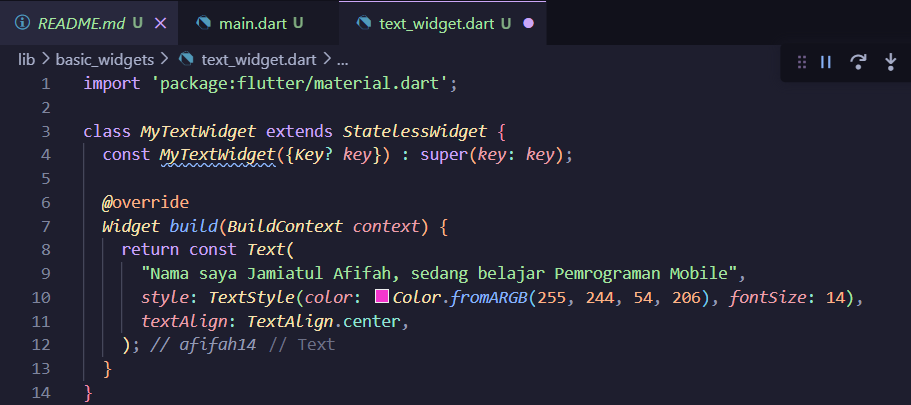 README.md U
main.dart U
text_widget.dart U
lib > basic_widgets > text_widget.dart > ...
1 import 'package:flutter/material.dart';
2
3 class MyTextWidget extends StatelessWidget {
4 const MyTextWidget({Key? key}) : super(key: key);
5
6 @override
7 Widget build(BuildContext context) {
8 return const Text(
9 "Nama saya Jamiatul Afifah, sedang belajar Pemrograman Mobile",
10 style: TextStyle(color: Color.fromARGB(255, 244, 54, 206), fontSize: 14),
11 textAlign: TextAlign.center,
12 ); // afifah14 // Text
13 }
14 }